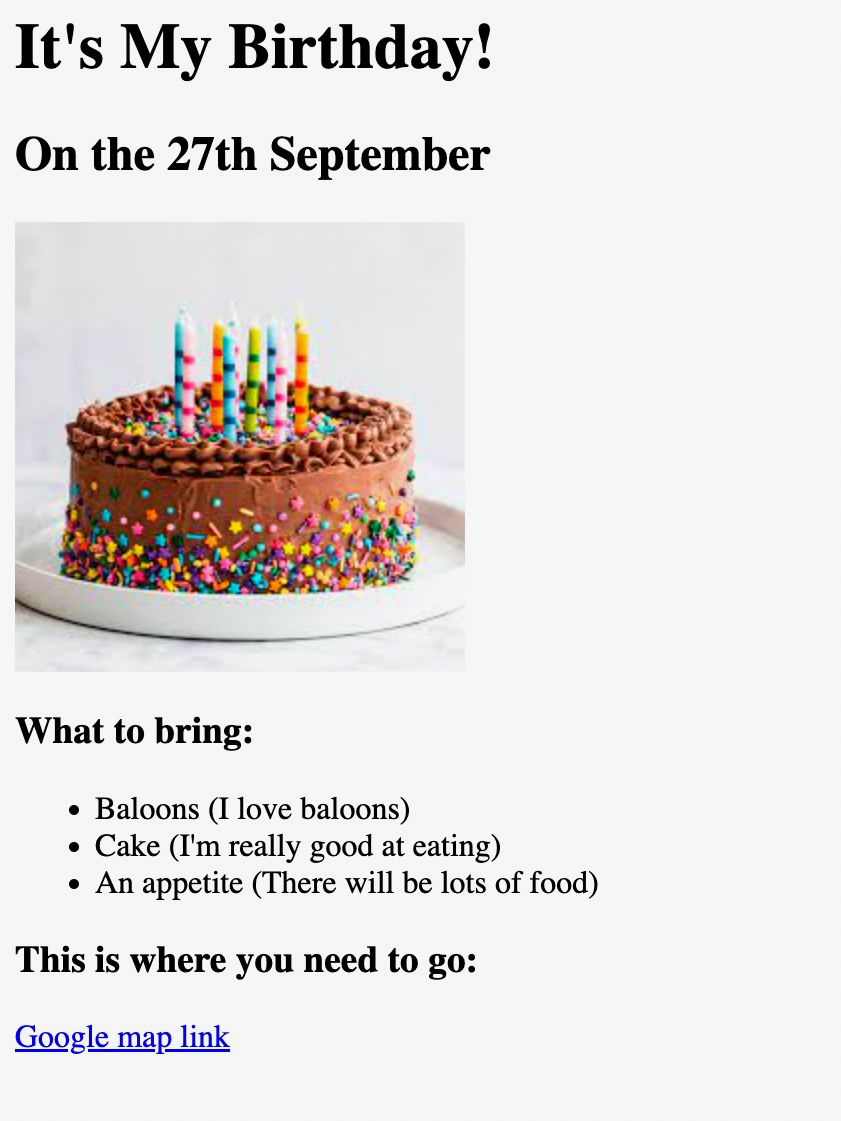 It's My Birthday!
On the 27th September
What to bring:
Baloons (I love baloons)
Cake (I'm really good at eating)
An appetite (There will be lots of food)
This is where you need to go:
Google map link